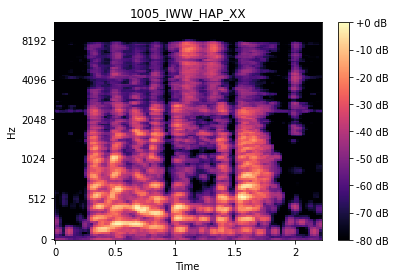 1005_IWW_HAP_XX
8192
4096
2048
1024
512
0
Hz
0
0.5
1
1.5
2
Time
+0 dB
-10 dB
-20 dB
-30 dB
-40 dB
-50 dB
-60 dB
-70 dB
-80 dB